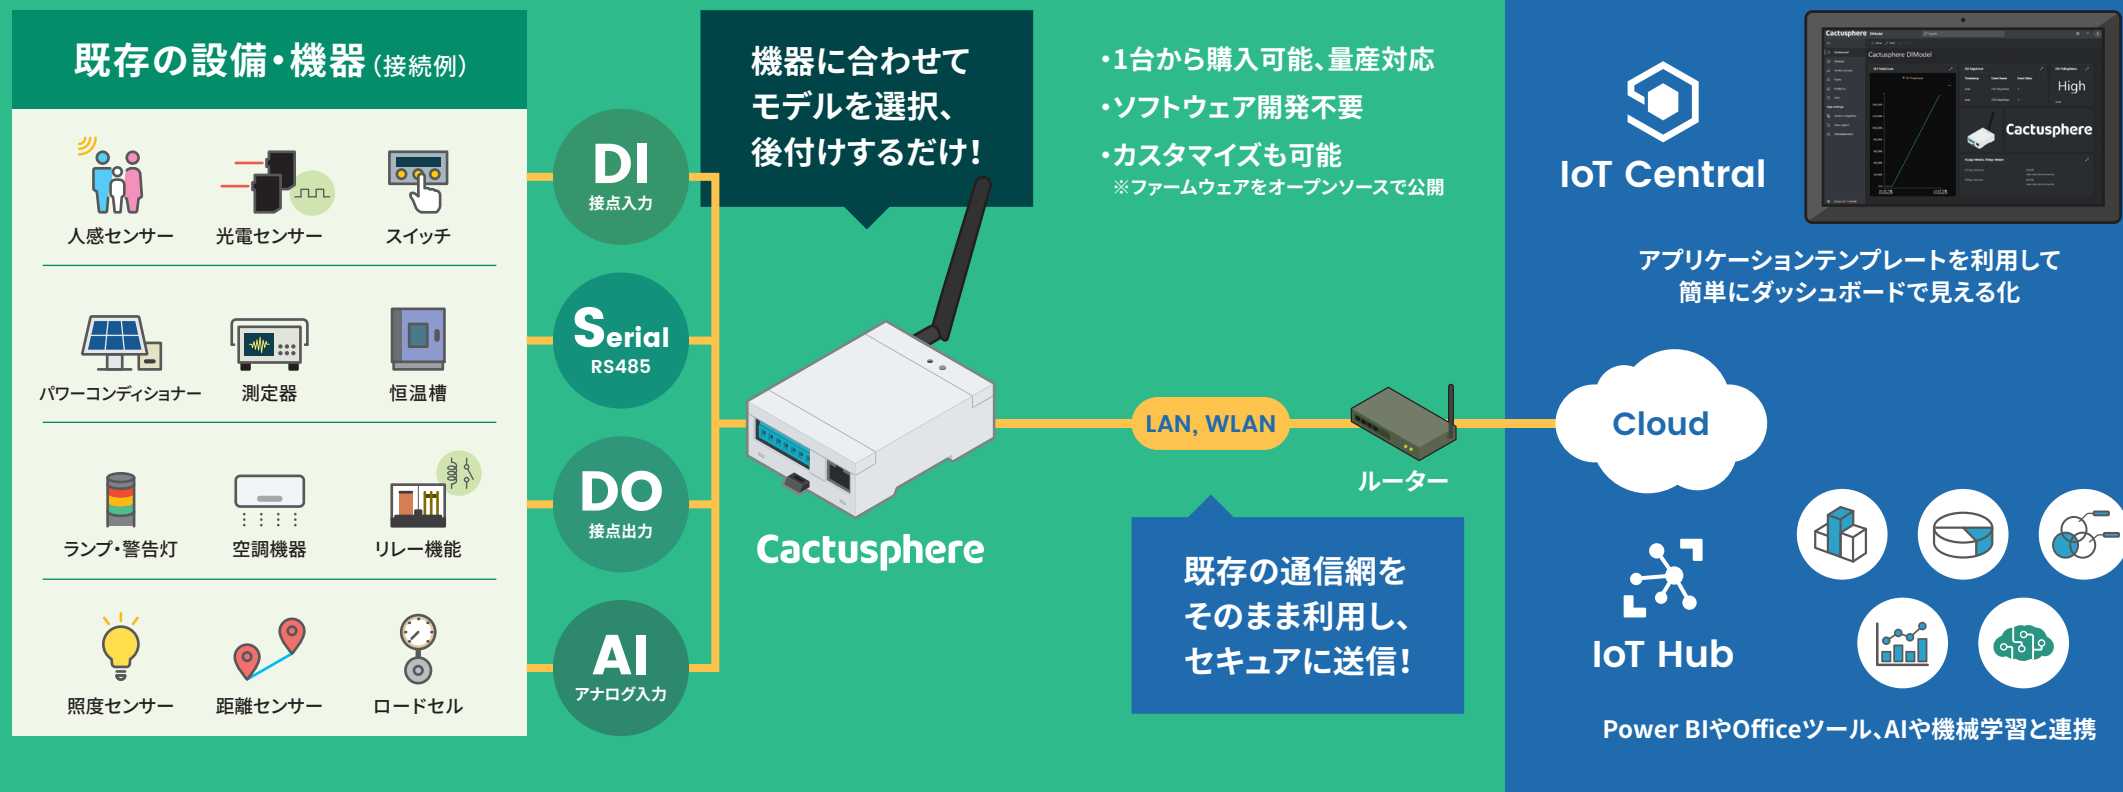 既存の設備・機器（接続例）
人感センサー
光電センサー
スイッチ
パワーコンディショナー
測定器
恒温槽
ランプ・警告灯
空調機器
リレー機能
照度センサー
距離センサー
ロードセル
DI
接点入力
Serial
RS485
DO
接点出力
AI
アナログ入力
機器に合わせて
モデルを選択、
後付けするだけ！
Cactusphere
・1台から購入可能、量産対応
・ソフトウェア開発不要
・カスタマイズも可能
※ファームウェアをオープンソースで公開
LAN, WLAN
ルーター
既存の通信網を
そのまま利用し、
セキュアに送信！
IoT Central
Cactusphere
Cactusphere DIModel
High
Cactusphere
アプリケーションテンプレートを利用して
簡単にダッシュボードで見える化
Cloud
IoT Hub
Power BIやOfficeツール、AIや機械学習と連携